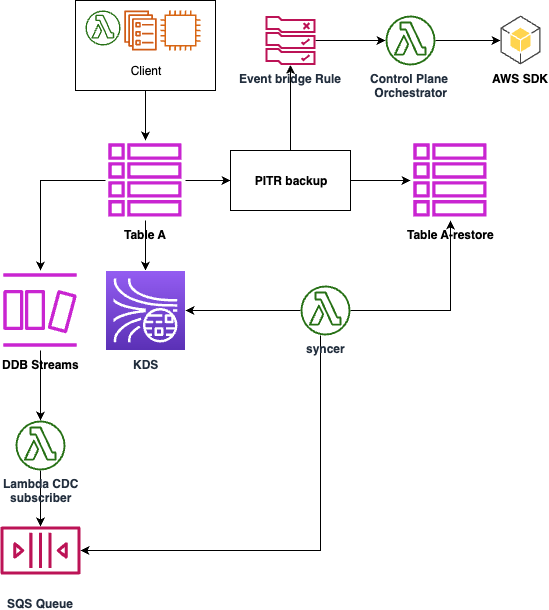 Client
Event bridge Rule
Control Plane
Orchestrator
AWS SDK
PITR backup
Table A
Table A-restore
DDB Streams
KDS
syncer
Lambda CDC
subscriber
SQS Queue